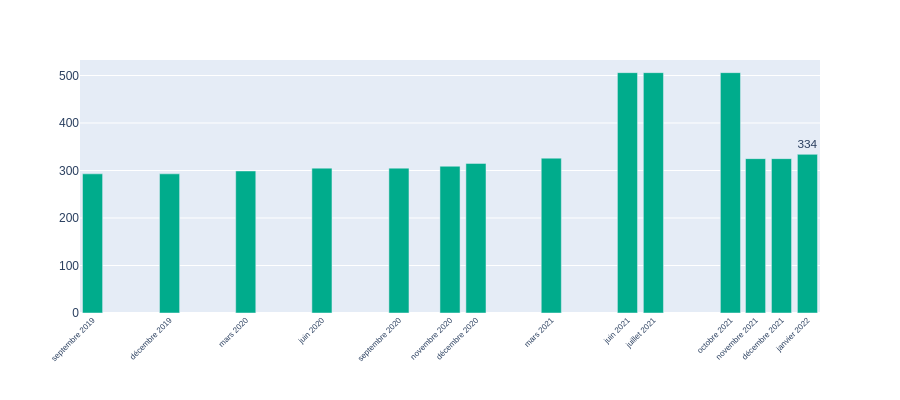 500
400
300
200
100
0
334
septembre 2019
décembre 2019
mars 2020
juin 2020
septembre 2020
novembre 2020
décembre 2020
mars 2021
juin 2021
juillet 2021
octobre 2021
novembre 2021
décembre 2021
janvier 2022